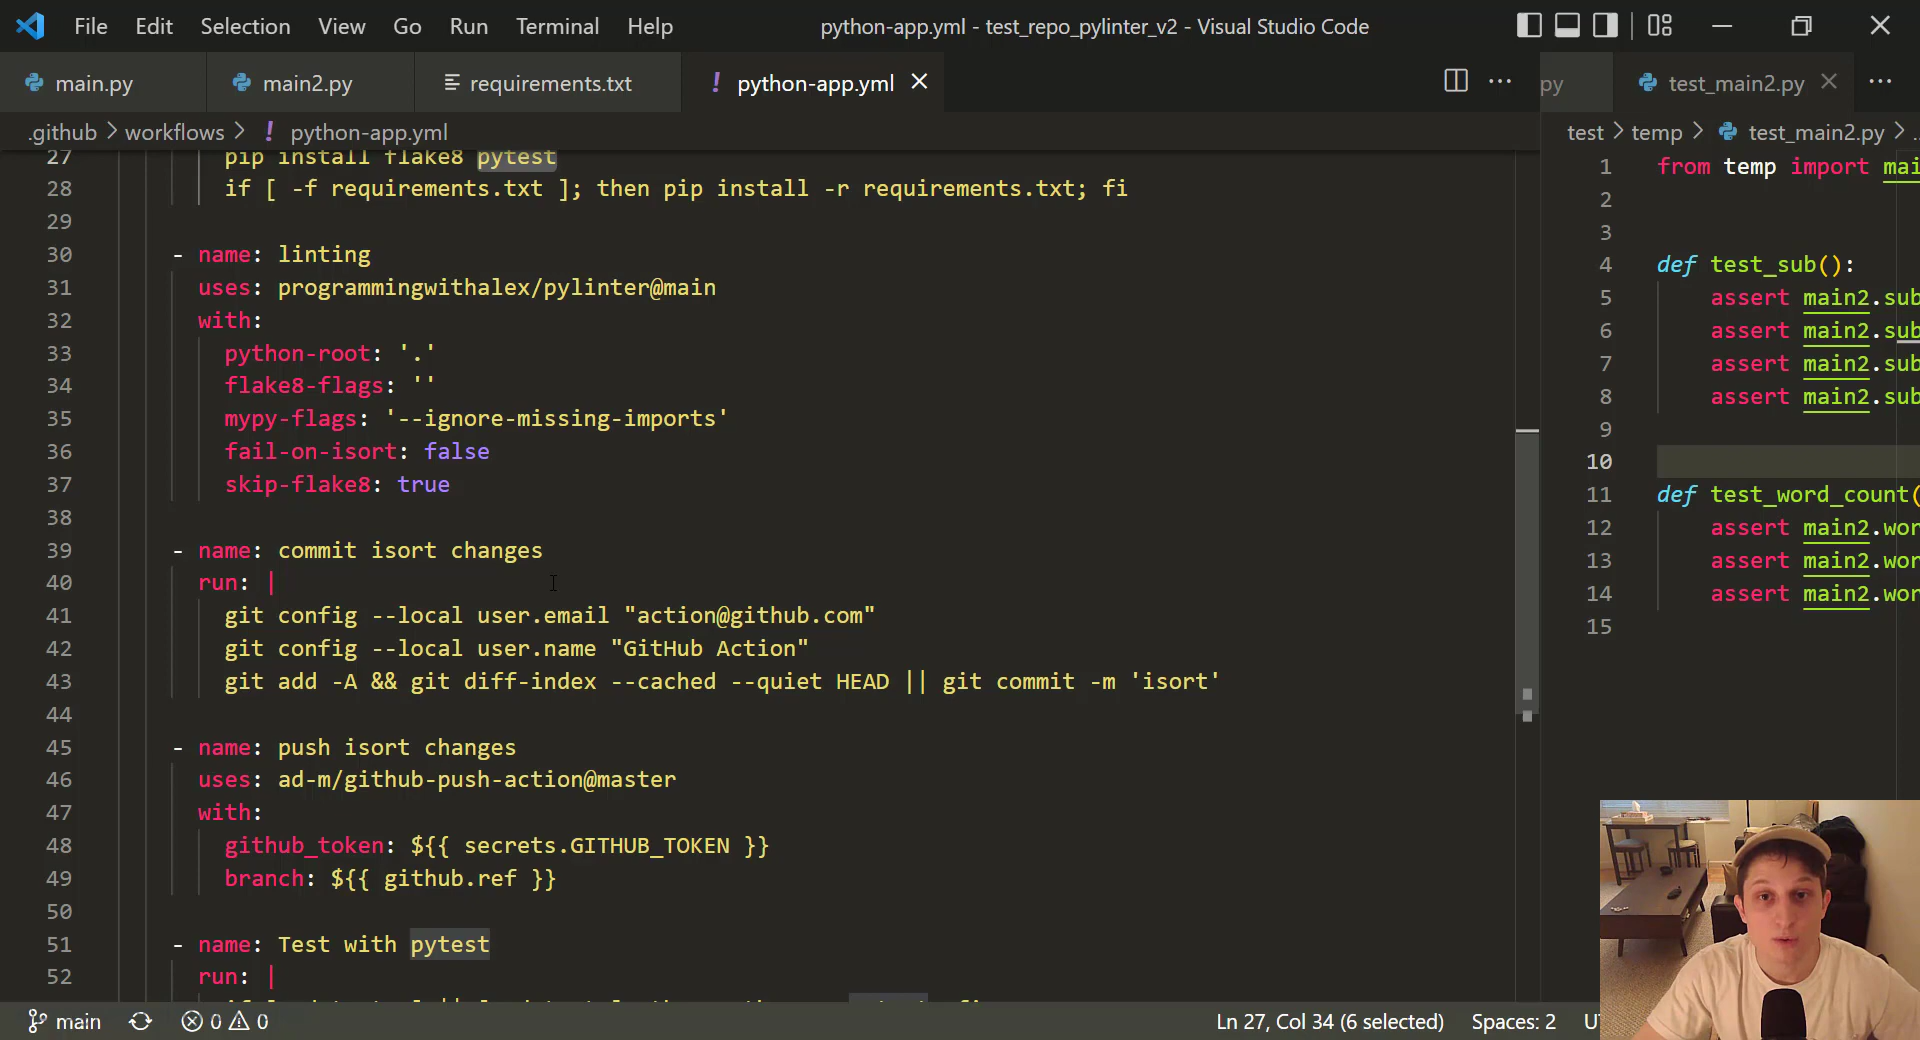 File Edit Selection View Go Run Terminal Help
python-app.yml - test_repo_pylinter_v2 - Visual Studio Code
main.py
main2.py
requirements.txt
! python-app.yml
py
test_main2.py
.github > workflows > ! python-app.yml
test > temp > test_main2.py >
27 pip install flake8 pytest
28 if [ -f requirements.txt ]; then pip install -r requirements.txt; fi
29
30 - name: linting
31 uses: programmingwithalex/pylinter@main
32 with:
33 python-root: '.'
34 flake8-flags: ''
35 mypy-flags: '--ignore-missing-imports'
36 fail-on-isort: false
37 skip-flake8: true
38
39 - name: commit isort changes
40 run: |
41 git config --local user.email "action@github.com"
42 git config --local user.name "GitHub Action"
43 git add -A && git diff-index --cached --quiet HEAD || git commit -m 'isort'
44
45 - name: push isort changes
46 uses: ad-m/github-push-action@master
47 with:
48 github_token: ${{ secrets.GITHUB_TOKEN }}
49 branch: ${{ github.ref }}
50
51 - name: Test with pytest
52 run: |
1 from temp import mai
2
3
4 def test_sub():
5 assert main2.sub
6 assert main2.sub
7 assert main2.sub
8 assert main2.sub
9
10
11 def test_word_count(
12 assert main2.wor
13 assert main2.wor
14 assert main2.wor
15
main 0 0
Ln 27, Col 34 (6 selected) Spaces: 2